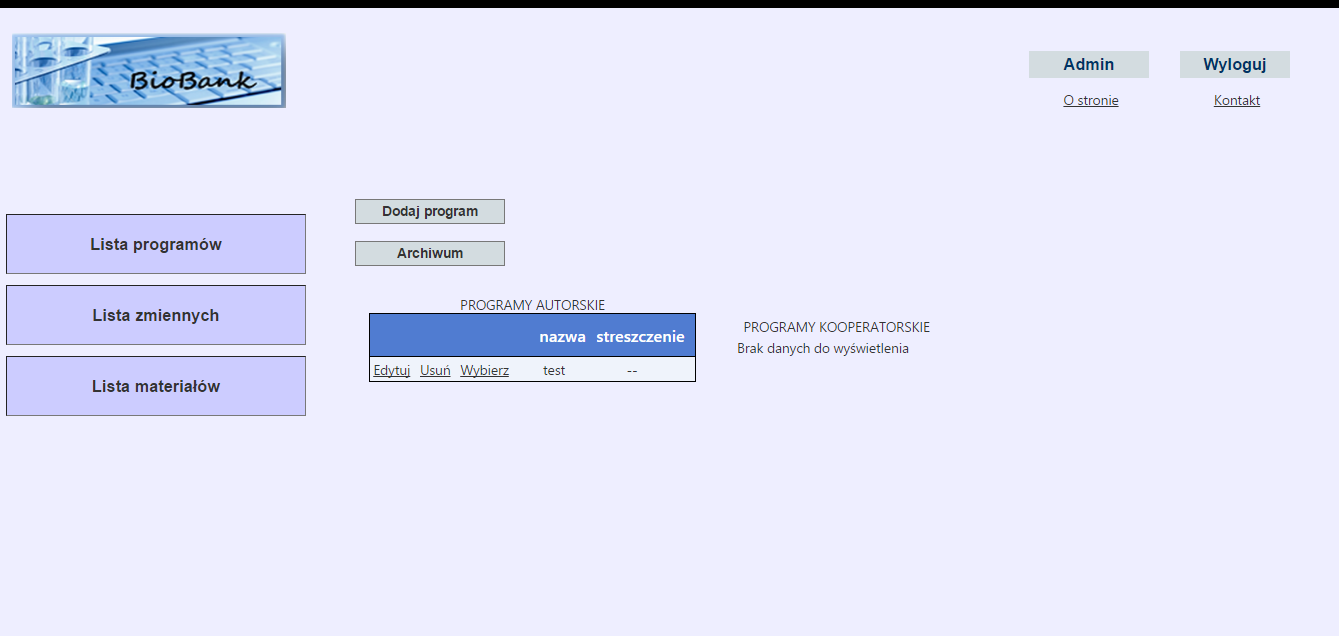 BioBank
Admin
Wyloguj
O stronie
Kontakt
Lista programów
Lista zmiennych
Lista materiałów
Dodaj program
Archiwum
PROGRAMY AUTORSKIE
nazwa streszczenie
Edytuj Usuń Wybierz test --
PROGRAMY KOOPERATORSKIE
Brak danych do wyświetlenia